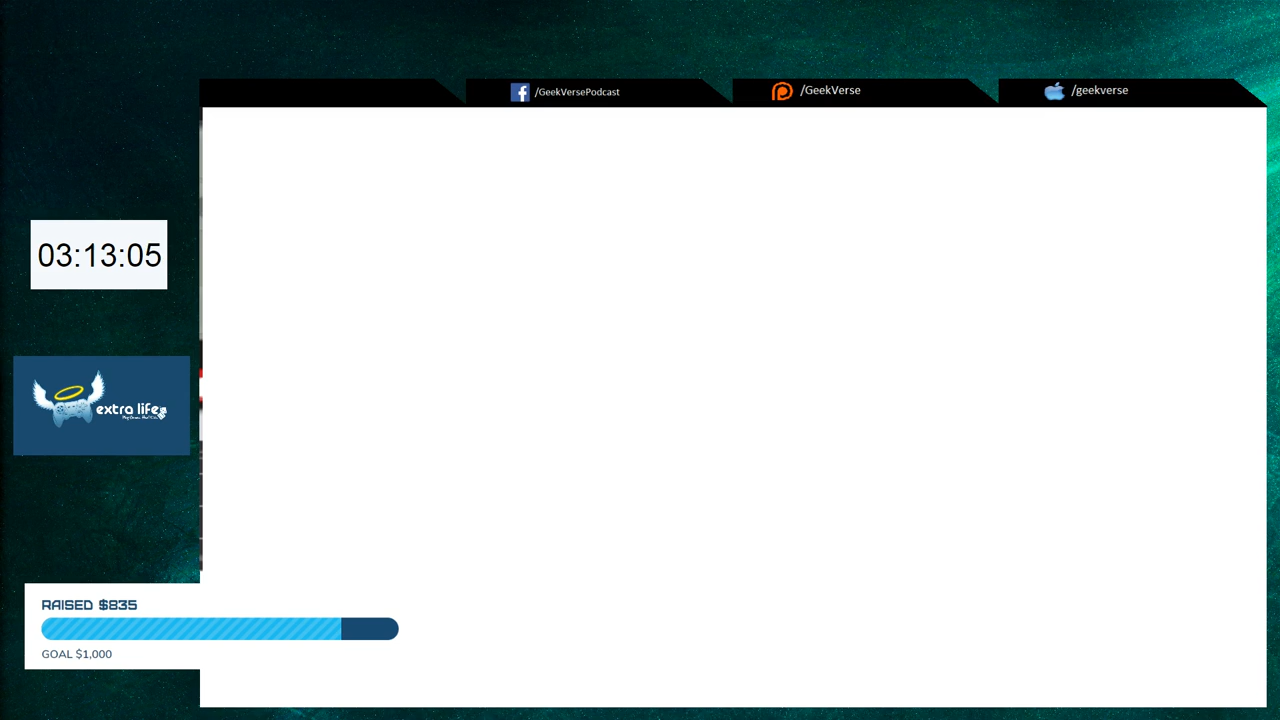 /GeekVersePodcast
/GeekVerse
/geekverse
03:13:05
extra life
RAISED $835
GOAL $1,000